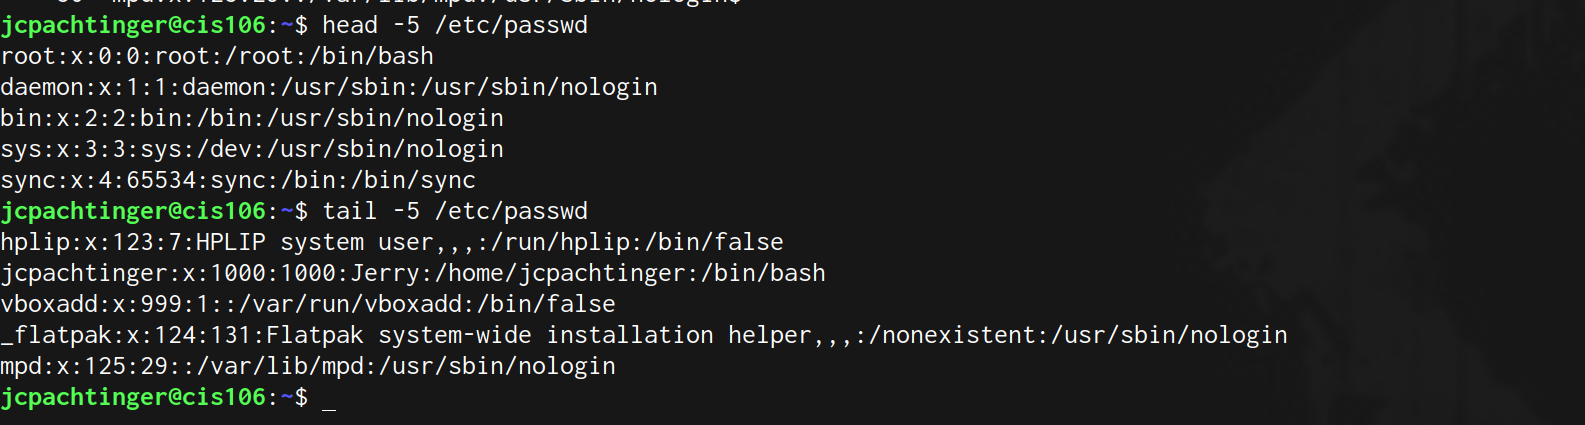 jcpachtinger@cis106:~$ head -5 /etc/passwd
root:x:0:0:root:/root:/bin/bash
daemon:x:1:1:daemon:/usr/sbin:/usr/sbin/nologin
bin:x:2:2:bin:/bin:/usr/sbin/nologin
sys:x:3:3:sys:/dev:/usr/sbin/nologin
sync:x:4:65534:sync:/bin:/bin/sync
jcpachtinger@cis106:~$ tail -5 /etc/passwd
hplip:x:123:7:HPLIP system user,,,:/run/hplip:/bin/false
jcpachtinger:x:1000:1000:Jerry:/home/jcpachtinger:/bin/bash
vboxadd:x:999:1::/var/run/vboxadd:/bin/false
_flatpak:x:124:131:Flatpak system-wide installation helper,,,:/nonexistent:/usr/sbin/nologin
mpd:x:125:29::/var/lib/mpd:/usr/sbin/nologin
jcpachtinger@cis106:~$ _